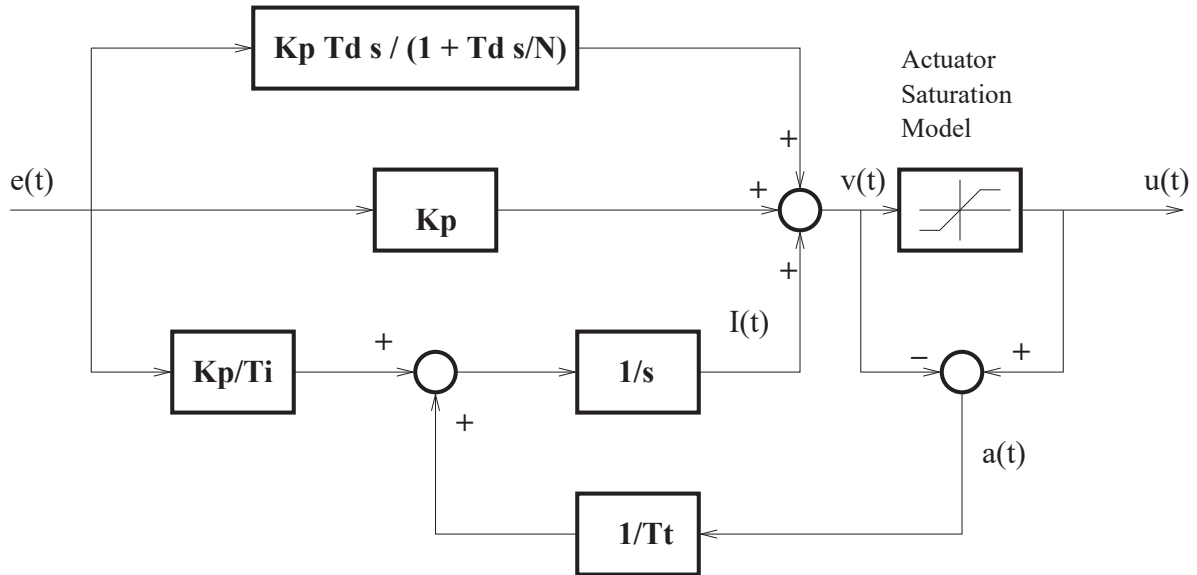 Kp Td s / (1 + Td s/N)
Actuator
Saturation
Model
+
e(t)
Kp
+
v(t)
u(t)
+
I(t)
Kp/Ti
+
1/s
−
+
+
a(t)
1/Tt